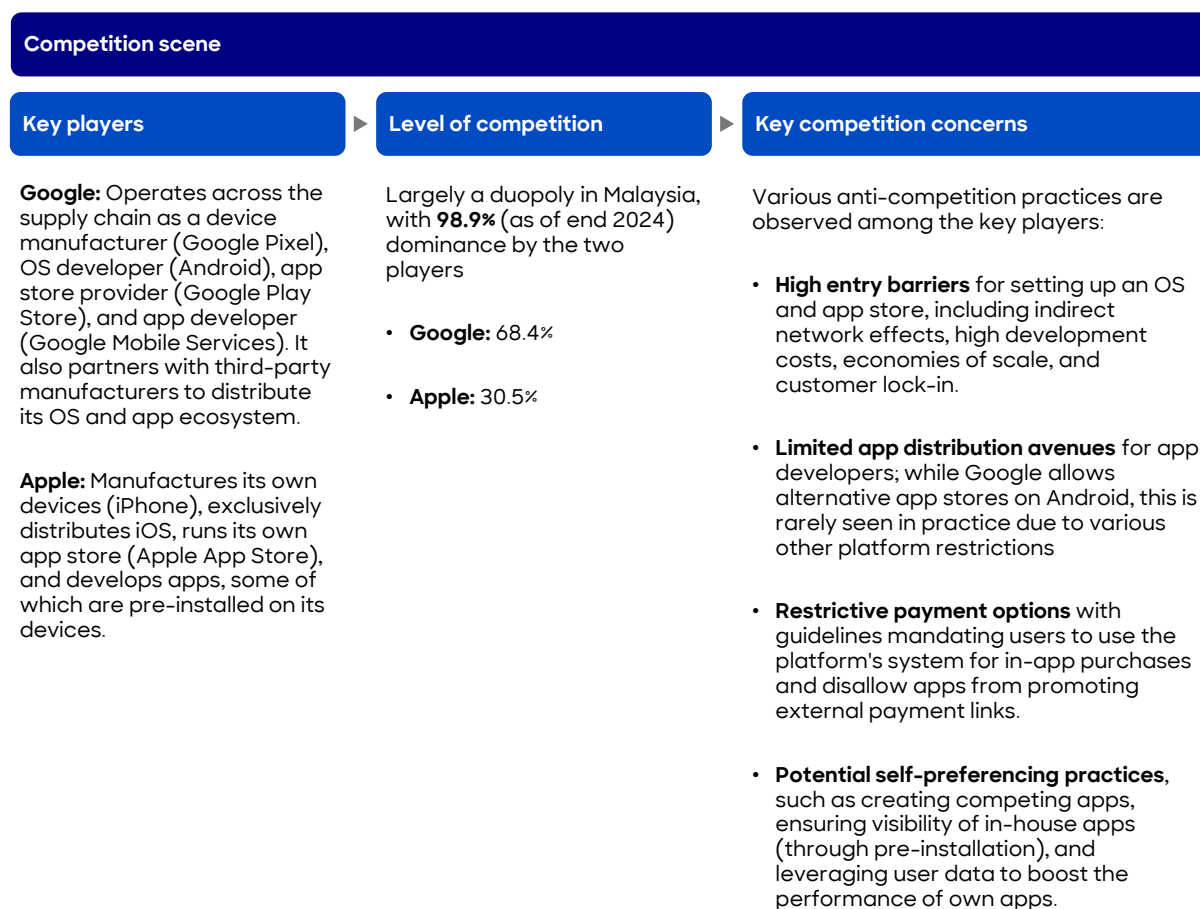 Competition scene
Key players
Level of competition
Key competition concerns
Google: Operates across the
supply chain as a device
manufacturer (Google Pixel),
OS developer (Android), app
store provider (Google Play
Store), and app developer
(Google Mobile Services). It
also partners with third-party
manufacturers to distribute
its OS and app ecosystem.
Apple: Manufactures its own
devices (iPhone), exclusively
distributes iOS, runs its own
app store (Apple App Store),
and develops apps, some of
which are pre-installed on its
devices.
Largely a duopoly in Malaysia,
with 98.9% (as of end 2024)
dominance by the two
players
• Google: 68.4%
• Apple: 30.5%
Various anti-competition practices are
observed among the key players:
• High entry barriers for setting up an OS
and app store, including indirect
network effects, high development
costs, economies of scale, and
customer lock-in.
• Limited app distribution avenues for app
developers; while Google allows
alternative app stores on Android, this is
rarely seen in practice due to various
other platform restrictions
• Restrictive payment options with
guidelines mandating users to use the
platform's system for in-app purchases
and disallow apps from promoting
external payment links.
• Potential self-preferencing practices,
such as creating competing apps,
ensuring visibility of in-house apps
(through pre-installation), and
leveraging user data to boost the
performance of own apps.